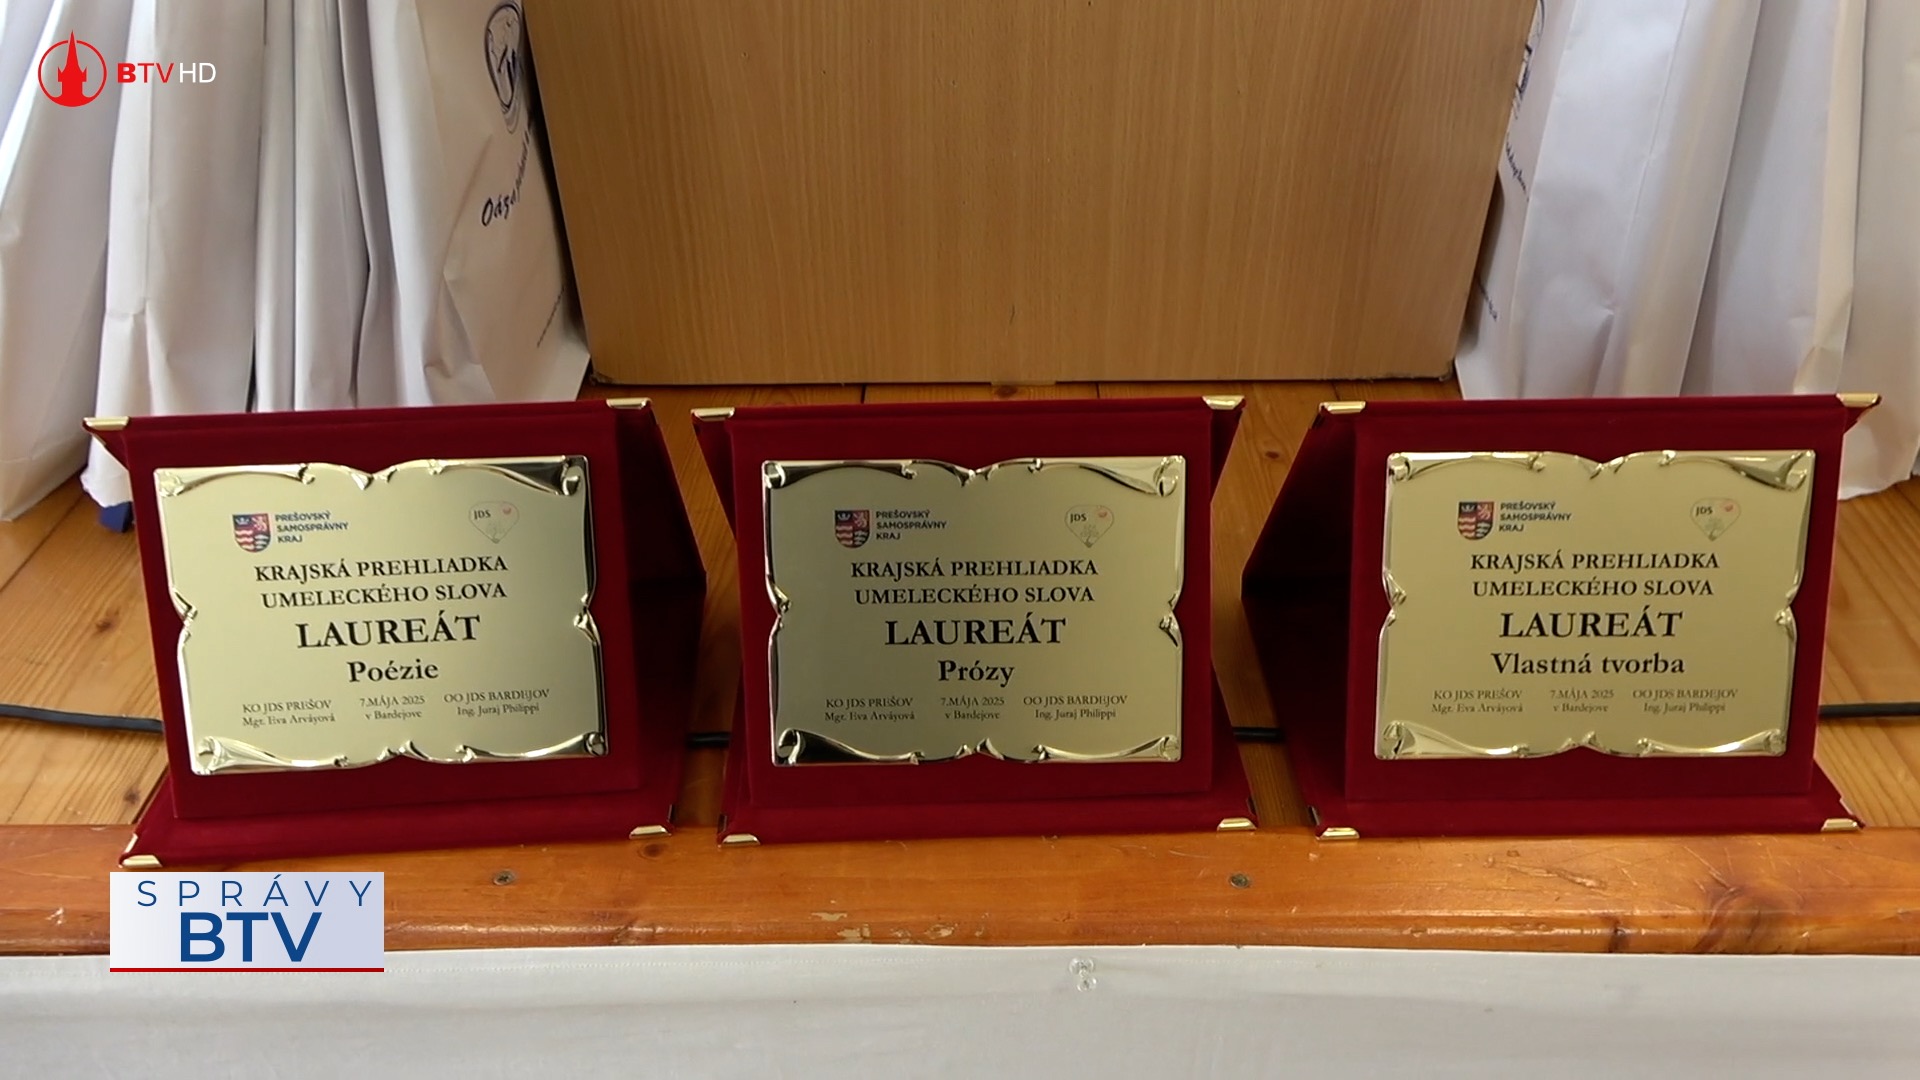 BTV HD
Oáza
PREŠOVSKÝ
SAMOSPRÁVNY
KRAJ
JDS
KRAJSKÁ PREHLIADKA
UMELECKÉHO SLOVA
LAUREÁT
Poézie
KO JDS PREŠOV 7.MÁJA 2025 OO JDS BARDEJOV
Mgr. Eva Arváyová v Bardejove Ing. Juraj Philippi
PREŠOVSKÝ
SAMOSPRÁVNY
KRAJ
JDS
KRAJSKÁ PREHLIADKA
UMELECKÉHO SLOVA
LAUREÁT
Prózy
KO JDS PREŠOV 7.MÁJA 2025 OO JDS BARDEJOV
Mgr. Eva Arváyová v Bardejove Ing. Juraj Philippi
PREŠOVSKÝ
SAMOSPRÁVNY
KRAJ
JDS
KRAJSKÁ PREHLIADKA
UMELECKÉHO SLOVA
LAUREÁT
Vlastná tvorba
KO JDS PREŠOV 7.MÁJA 2025 OO JDS BARDEJOV
Mgr. Eva Arváyová v Bardejove Ing. Juraj Philippi
SPRÁVY
BTV